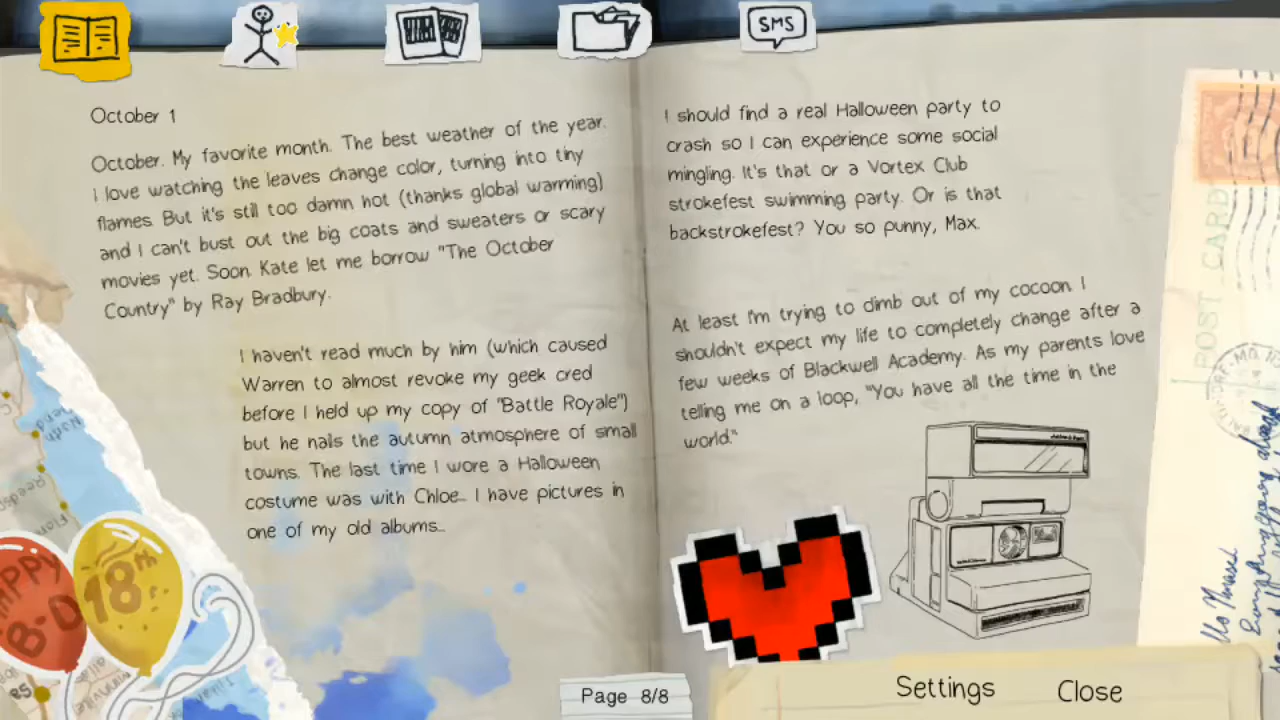 SMS
October 1
October. My favorite month. The best weather of the year.
I love watching the leaves change color, turning into tiny
flames. But it's still too damn hot (thanks global warming)
and I can't bust out the big coats and sweaters or scary
movies yet. Soon. Kate let me borrow "The October
Country" by Ray Bradbury.
I haven't read much by him (which caused
Warren to almost revoke my geek cred
before I held up my copy of "Battle Royale")
but he nails the autumn atmosphere of small
towns. The last time I wore a Halloween
costume was with Chloe... I have pictures in
one of my old albums...
I should find a real Halloween party to
crash so I can experience some social
mingling. It's that or a Vortex Club
strokefest swimming party. Or is that
backstrokefest? You so punny, Max.
At least I'm trying to climb out of my cocoon. I
shouldn't expect my life to completely change after a
few weeks of Blackwell Academy. As my parents love
telling me on a loop, "You have all the time in the
world."
POST CARD
18th
Page 8/8
Settings
Close